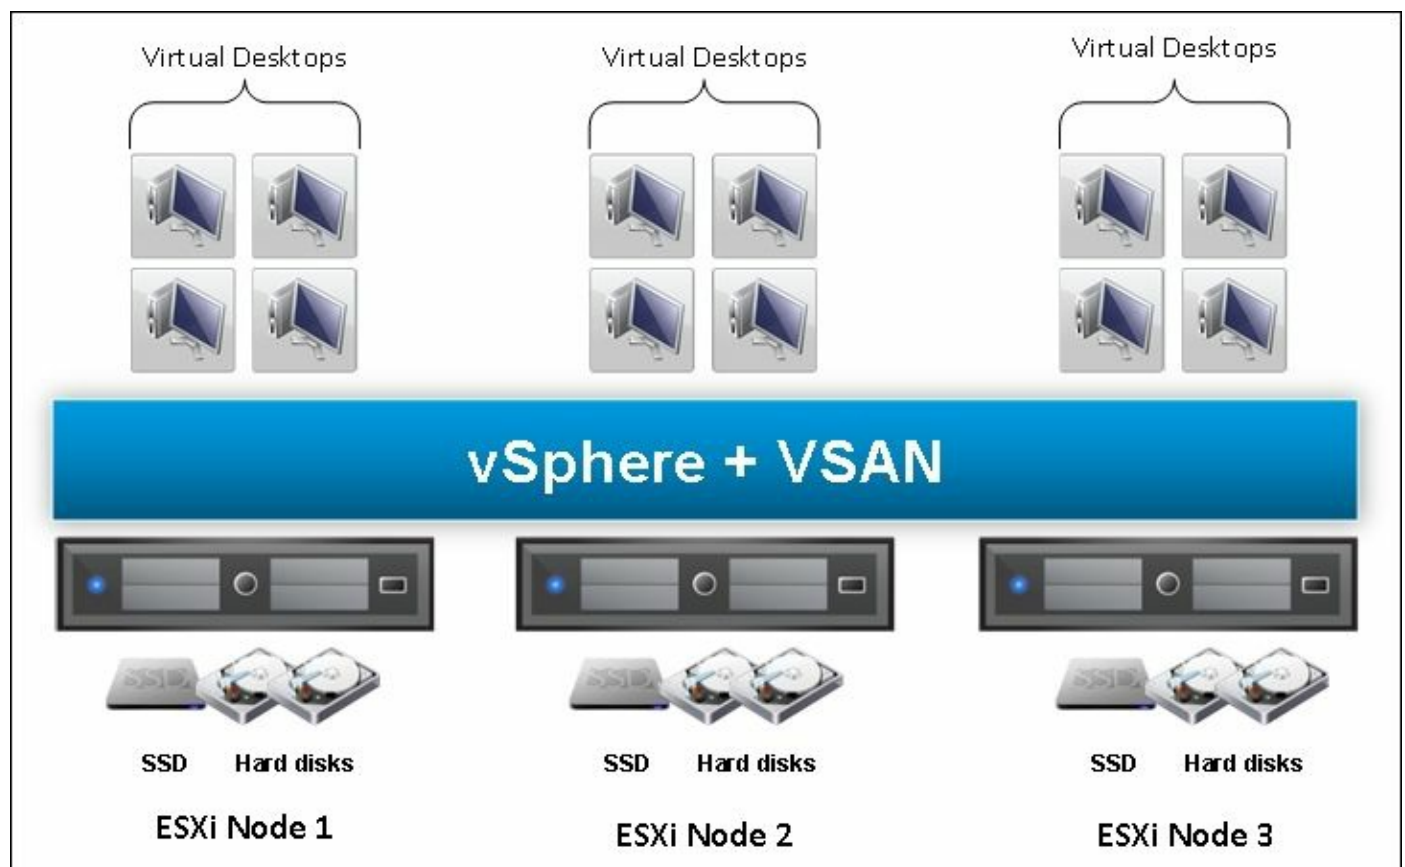 Virtual Desktops
Virtual Desktops
Virtual Desktops
vSphere + VSAN
SSD
SSD
SSD
SSD Hard disks
SSD Hard disks
SSD Hard disks
ESXi Node 1
ESXi Node 2
ESXi Node 3